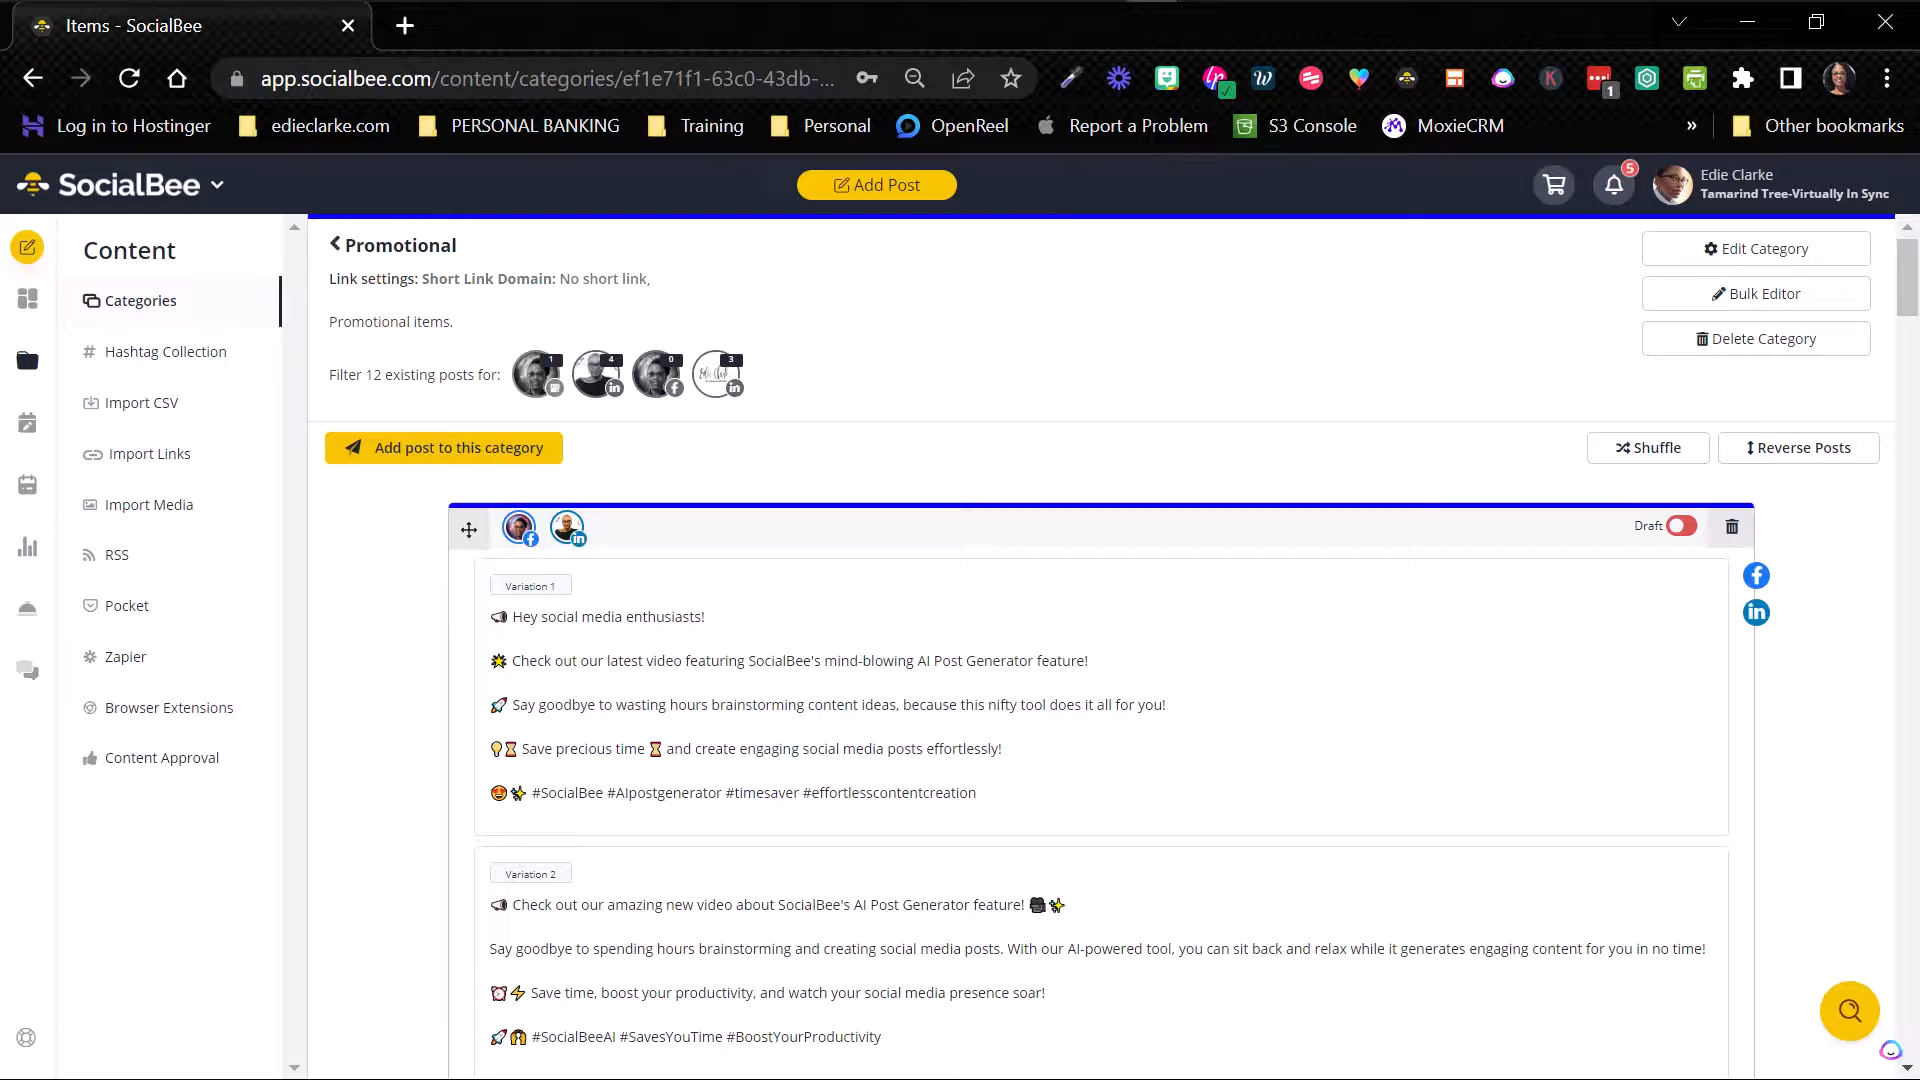 Items - SocialBee
app.socialbee.com/content/categories/ef1e71f1-63c0-43db-...
1
Log in to Hostinger
edieclarke.com
PERSONAL BANKING
Training
Personal
OpenReel
Report a Problem
S3 Console
MoxieCRM
»
Other bookmarks
SocialBee
Add Post
5
Edie Clarke
Tamarind Tree-Virtually In Sync
Content
Categories
Hashtag Collection
Import CSV
Import Links
Import Media
RSS
Pocket
Zapier
Browser Extensions
Content Approval
Promotional
Link settings: Short Link Domain: No short link,
Promotional items.
Filter 12 existing posts for:
1
4
0
3
Edit Category
Bulk Editor
Delete Category
Add post to this category
Shuffle
Reverse Posts
Draft
Variation 1
📢 Hey social media enthusiasts!
🌟 Check out our latest video featuring SocialBee's mind-blowing AI Post Generator feature!
🚀 Say goodbye to wasting hours brainstorming content ideas, because this nifty tool does it all for you!
💡⌛ Save precious time ⌛ and create engaging social media posts effortlessly!
🤩✨ #SocialBee #AIpostgenerator #timesaver #effortlesscontentcreation
Variation 2
📢 Check out our amazing new video about SocialBee's AI Post Generator feature! 🎥✨
Say goodbye to spending hours brainstorming and creating social media posts. With our AI-powered tool, you can sit back and relax while it generates engaging content for you in no time!
⏰⚡ Save time, boost your productivity, and watch your social media presence soar!
🚀🙌 #SocialBeeAI #SavesYouTime #BoostYourProductivity